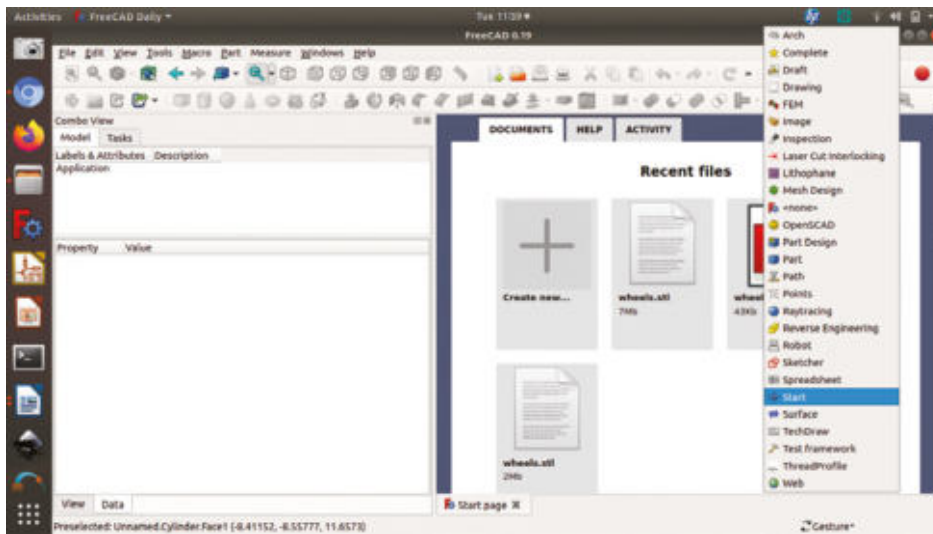 Activities FreeCAD Daily Tue 11:39
FreeCAD 0.19
File Edit View Tools Macro Part Measure Windows Help
Combo View
Model Tasks
Labels & Attributes Description
Application
Property Value
View Data
DOCUMENTS HELP ACTIVITY
Recent files
Create new...
wheels.stl
7Mb
wheel
43Kb
wheels.stl
2Mb
Start page
Arch
Complete
Draft
Drawing
FEM
Image
Inspection
Laser Cut Interlocking
Lithophane
Mesh Design
<none>
OpenSCAD
Part Design
Part
Path
Points
Raytracing
Reverse Engineering
Robot
Sketcher
Spreadsheet
Start
Surface
TechDraw
Test framework
ThreadProfile
Web
Preselected: Unnamed.Cylinder.Face1 (-8.41152, -8.55777, 11.6573)
Gesture